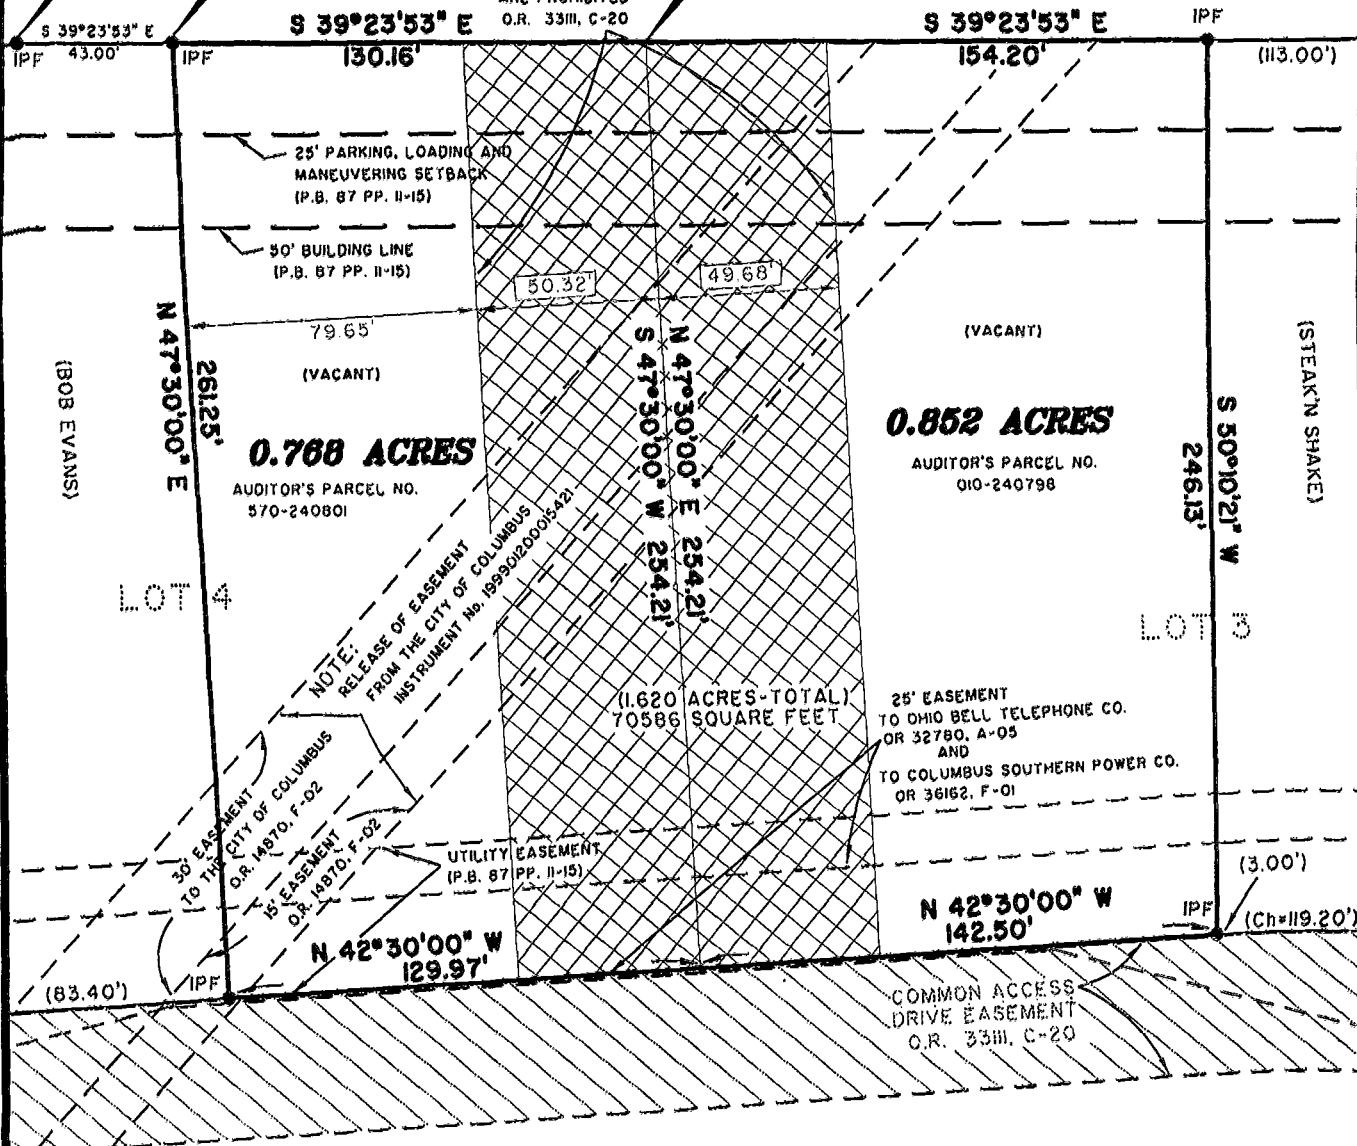 S 39°23'53" E
43.00'
IPF
IPF
S 39°23'53" E
130.16'
O.R. 33111, C-20
S 39°23'53" E
154.20'
IPF
(113.00')
25' PARKING, LOADING AND
MANEUVERING SETBACK
(P.B. 87 PP. 11-15)
50' BUILDING LINE
(P.B. 87 PP. 11-15)
50.32'
49.68'
79.65'
(VACANT)
(VACANT)
N 47°30'00" E
261.25'
(BOB EVANS)
0.768 ACRES
AUDITOR'S PARCEL NO.
570-240801
S 47°30'00" W 254.21'
N 47°30'00" E 254.21'
0.852 ACRES
AUDITOR'S PARCEL NO.
010-240798
S 50°10'21" W
246.13'
(STEAK'N SHAKE)
LOT 4
LOT 3
NOTE:
RELEASE OF EASEMENT
FROM THE CITY OF COLUMBUS
INSTRUMENT No. 199901200015421
(1.620 ACRES-TOTAL)
70586 SQUARE FEET
25' EASEMENT
TO OHIO BELL TELEPHONE CO.
OR 32780, A-05
AND
TO COLUMBUS SOUTHERN POWER CO.
OR 36162, F-01
30' EASEMENT
TO THE CITY OF COLUMBUS
O.R. 14870, F-02
15' EASEMENT
O.R. 14870, F-02
UTILITY EASEMENT
(P.B. 87 PP. 11-15)
(3.00')
N 42°30'00" W
129.97'
N 42°30'00" W
142.50'
IPF
(Ch=119.20')
(83.40')
IPF
COMMON ACCESS
DRIVE EASEMENT
O.R. 33111, C-20